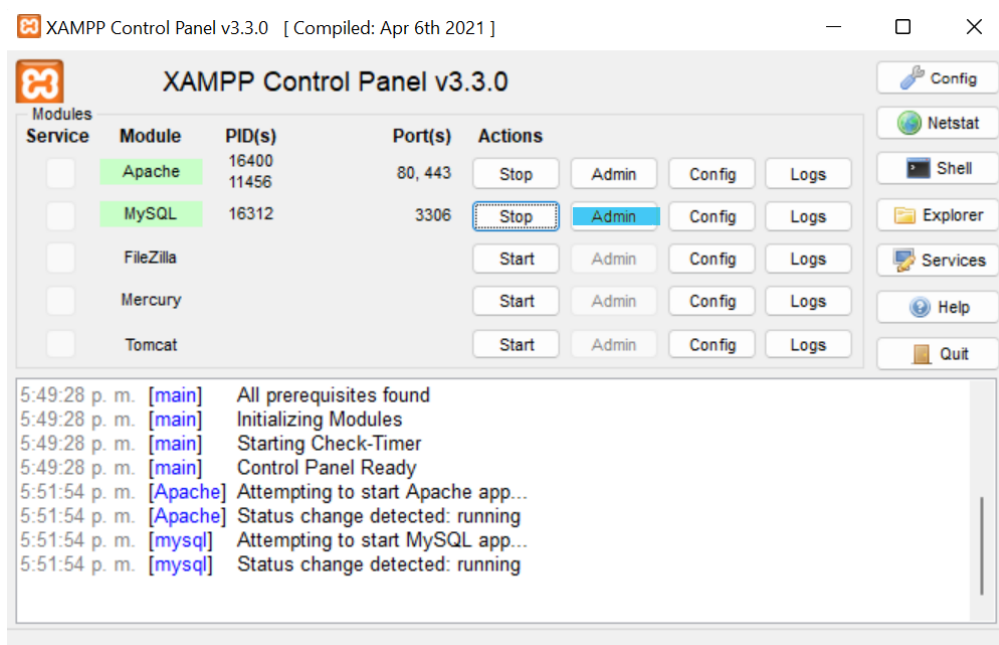 XAMPP Control Panel v3.3.0 [ Compiled: Apr 6th 2021 ]
XAMPP Control Panel v3.3.0
Config
Modules
Service Module PID(s) Port(s) Actions
Netstat
Apache 16400 11456 80, 443 Stop Admin Config Logs
Shell
MySQL 16312 3306 Stop Admin Config Logs
Explorer
FileZilla Start Admin Config Logs
Services
Mercury Start Admin Config Logs
Help
Tomcat Start Admin Config Logs
Quit
5:49:28 p. m. [main] All prerequisites found
5:49:28 p. m. [main] Initializing Modules
5:49:28 p. m. [main] Starting Check-Timer
5:49:28 p. m. [main] Control Panel Ready
5:51:54 p. m. [Apache] Attempting to start Apache app...
5:51:54 p. m. [Apache] Status change detected: running
5:51:54 p. m. [mysql] Attempting to start MySQL app...
5:51:54 p. m. [mysql] Status change detected: running